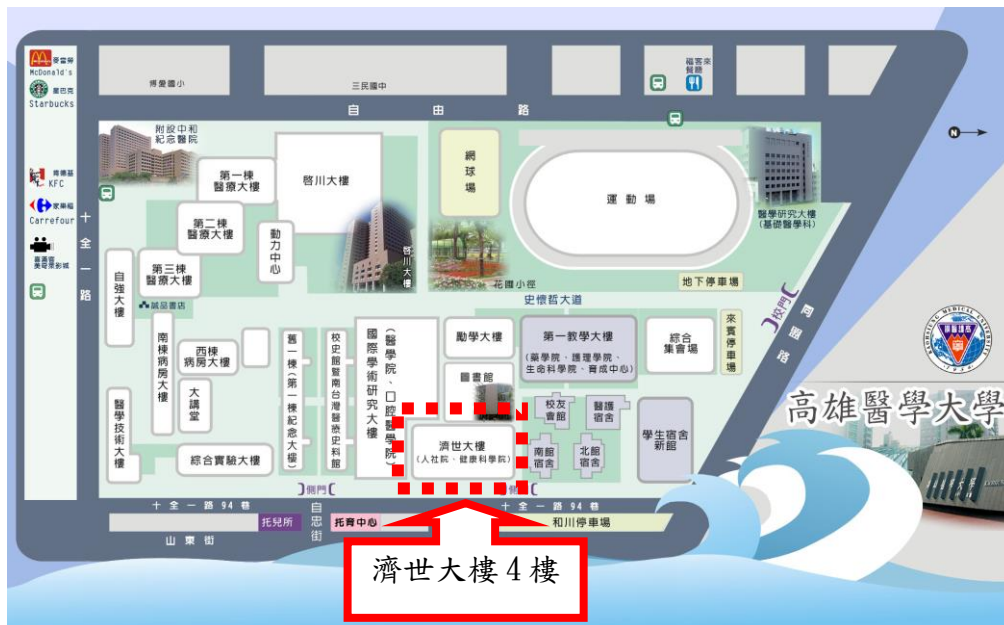 麥當勞
McDonald's
星巴克
Starbucks
肯德基
KFC
家樂福
Carrefour
十全一路
博愛國小
三民國中
福客來
餐廳
自由路
N
附設中和
紀念醫院
第一棟
醫療大樓
啓川大樓
網球場
運動場
醫學研究大樓
(基礎醫學科)
第二棟
醫療大樓
動力中心
啓川大樓
花園小徑
地下停車場
自強大樓
第三棟
醫療大樓
誠品書店
史懷哲大道
校門
同盟路
南棟病房大樓
西棟
病房大樓
大講堂
舊一棟(第一棟紀念大樓)
校史館暨南台灣醫療史料館
國際學術研究大樓
(醫學院、口腔醫學院)
勵學大樓
圖書館
第一教學大樓
(藥學院、護理學院、
生命科學院、育成中心)
綜合
集會場
來賓停車場
KAOHSIUNG MEDICAL UNIVERSITY
高雄醫學大學
醫學技術大樓
綜合實驗大樓
濟世大樓
(人社院、健康科學院)
校友
會館
醫護
宿舍
南館
宿舍
北館
宿舍
學生宿舍
新館
側門
側
十全一路94巷
自忠街
十全一路94巷
托兒所
托育中心
和川停車場
山東街
濟世大樓4樓